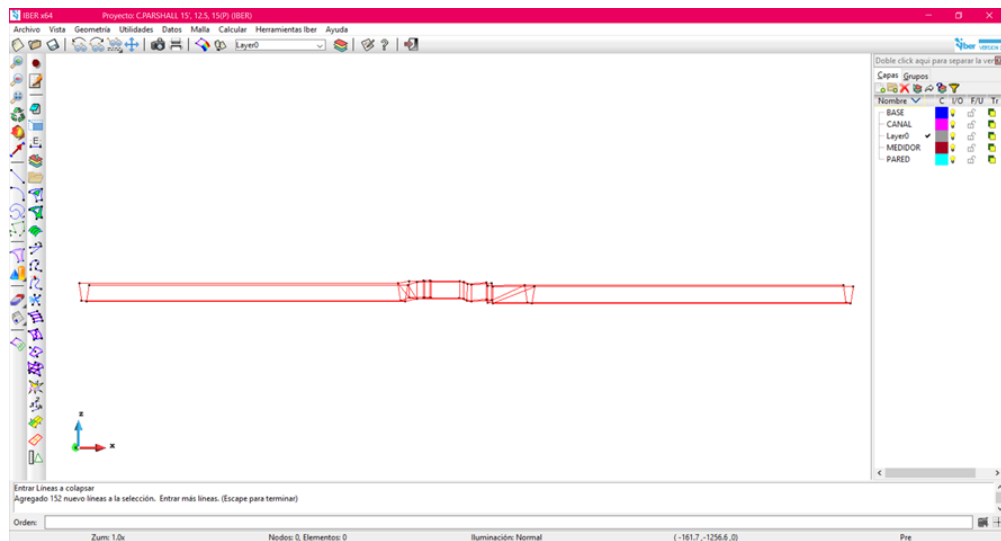 IBER x64 Proyecto: C.PARSHALL 15', 12.5, 15(P) (IBER)
Archivo Vista Geometría Utilidades Datos Malla Calcular Herramientas Iber Ayuda
Layer0
Iber
Doble click aqui para separar la ver
Capas Grupos
Nombre C I/O F/U Tr
BASE
CANAL
Layer0
MEDIDOR
PARED
z
x
Entrar Líneas a colapsar
Agregado 152 nuevo líneas a la selección. Entrar más líneas. (Escape para terminar)
Orden:
Zum: 1.0x Nodos: 0, Elementos: 0 Iluminación: Normal (-161.7,-1256.6,0) Pre